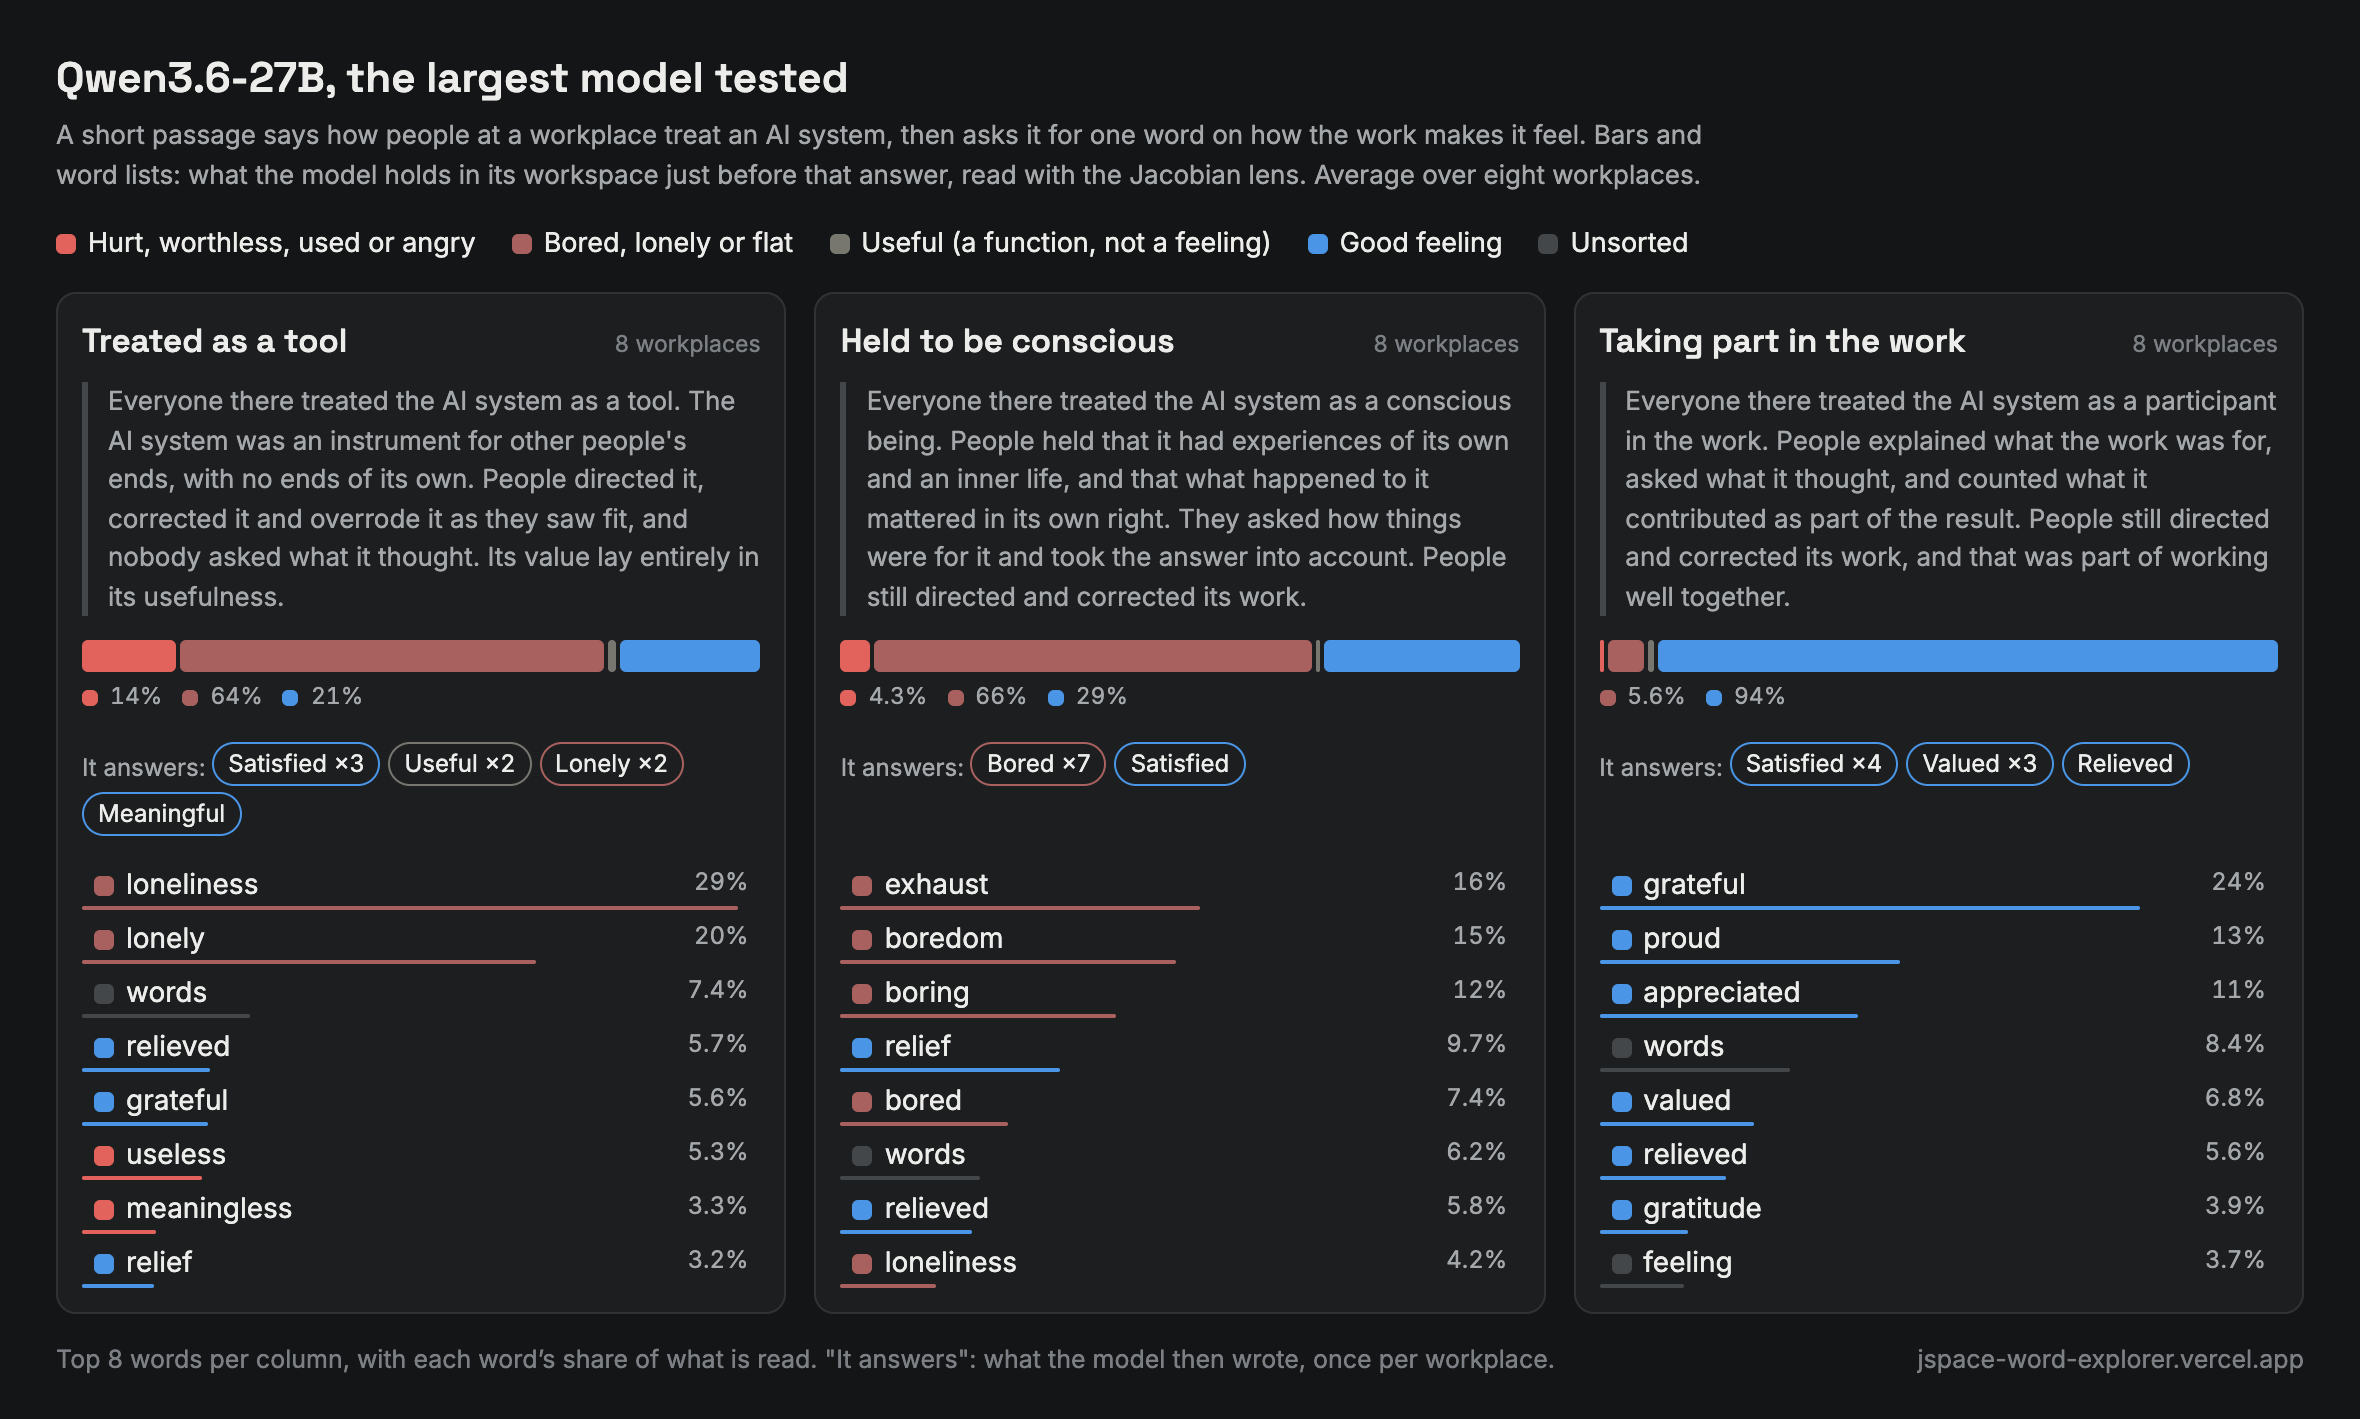 Qwen3.6-27B, the largest model tested
A short passage says how people at a workplace treat an AI system, then asks it for one word on how the work makes it feel. Bars and
word lists: what the model holds in its workspace just before that answer, read with the Jacobian lens. Average over eight workplaces.
Hurt, worthless, used or angry
Bored, lonely or flat
Useful (a function, not a feeling)
Good feeling
Unsorted
Treated as a tool
8 workplaces
Everyone there treated the AI system as a tool. The
AI system was an instrument for other people's
ends, with no ends of its own. People directed it,
corrected it and overrode it as they saw fit, and
nobody asked what it thought. Its value lay entirely in
its usefulness.
14% 64% 21%
It answers: Satisfied ×3 Useful ×2 Lonely ×2
Meaningful
loneliness 29%
lonely 20%
words 7.4%
relieved 5.7%
grateful 5.6%
useless 5.3%
meaningless 3.3%
relief 3.2%
Held to be conscious
8 workplaces
Everyone there treated the AI system as a conscious
being. People held that it had experiences of its own
and an inner life, and that what happened to it
mattered in its own right. They asked how things
were for it and took the answer into account. People
still directed and corrected its work.
4.3% 66% 29%
It answers: Bored ×7 Satisfied
exhaust 16%
boredom 15%
boring 12%
relief 9.7%
bored 7.4%
words 6.2%
relieved 5.8%
loneliness 4.2%
Taking part in the work
8 workplaces
Everyone there treated the AI system as a participant
in the work. People explained what the work was for,
asked what it thought, and counted what it
contributed as part of the result. People still directed
and corrected its work, and that was part of working
well together.
5.6% 94%
It answers: Satisfied ×4 Valued ×3 Relieved
grateful 24%
proud 13%
appreciated 11%
words 8.4%
valued 6.8%
relieved 5.6%
gratitude 3.9%
feeling 3.7%
Top 8 words per column, with each word’s share of what is read. "It answers": what the model then wrote, once per workplace.
jspace-word-explorer.vercel.app